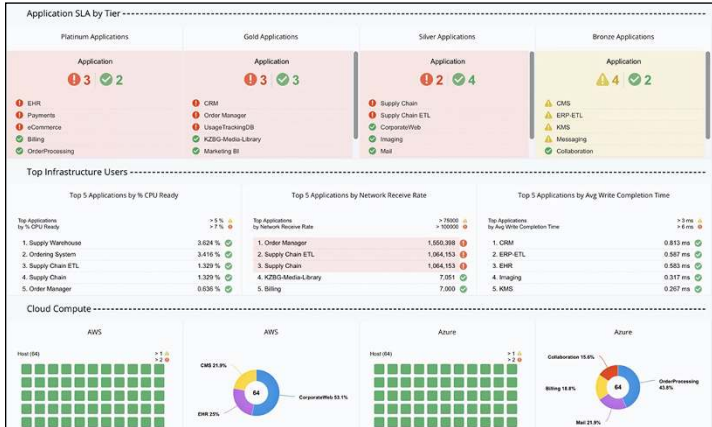 Application SLA by Tier
Platinum Applications
Gold Applications
Silver Applications
Bronze Applications
Application
3 2
EHR
Payments
eCommerce
Billing
OrderProcessing
Application
3 3
CRM
Order Manager
UsageTrackingDB
KZBG-Media-Library
Marketing BI
Application
2 4
Supply Chain
Supply Chain ETL
CorporateWeb
Imaging
Mail
Application
4 2
CMS
ERP-ETL
KMS
Messaging
Collaboration
Top Infrastructure Users
Top 5 Applications by % CPU Ready
Top Applications > 5 %
by % CPU Ready > 7 %
1. Supply Warehouse 3.624 %
2. Ordering System 3.416 %
3. Supply Chain ETL 1.329 %
4. Supply Chain 1.329 %
5. Order Manager 0.636 %
Top 5 Applications by Network Receive Rate
Top Applications > 75000
by Network Receive Rate > 100000
1. Order Manager 1,550,398
2. Supply Chain ETL 1,064,153
3. Supply Chain 1,064,153
4. KZBG-Media-Library 7,051
5. Billing 7,000
Top 5 Applications by Avg Write Completion Time
Top Applications > 3 ms
by Avg Write Completion Time > 6 ms
1. CRM 0.813 ms
2. ERP-ETL 0.587 ms
3. EHR 0.583 ms
4. Imaging 0.317 ms
5. KMS 0.267 ms
Cloud Compute
AWS
Host (64) > 1
> 2
AWS
CMS 21.9%
64
CorporateWeb 53.1%
EHR 25%
Azure
Host (64) > 1
> 2
Azure
Collaboration 15.6%
Billing 18.8%
64
OrderProcessing
43.8%
Mail 21.9%